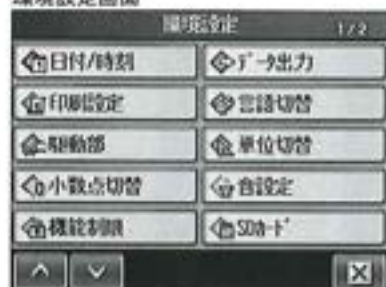 環境設定画面
環境設定 1/2
日付/時刻 データ出力
印刷設定 言語切替
駆動部 単位切替
小数点切替 音設定
機能制限 SDカード